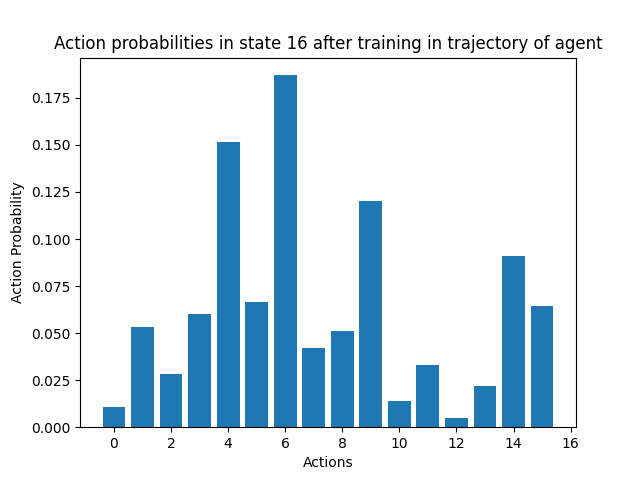 Action probabilities in state 16 after training in trajectory of agent
0.175
0.150
0.125
0.100
0.075
0.050
0.025
0.000
Action Probability
0 2 4 6 8 10 12 14 16
Actions